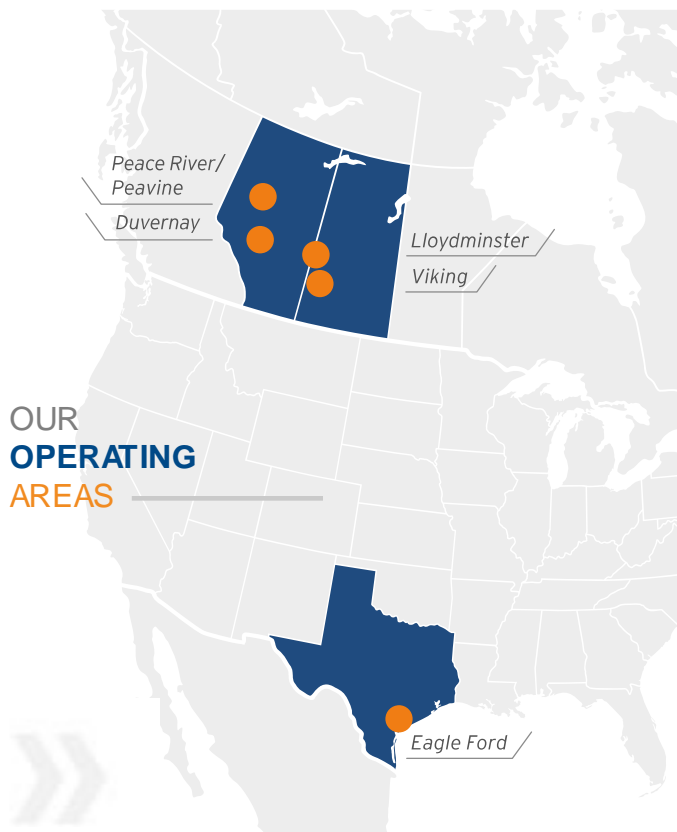 Peace River/
Peavine
Duvernay
Lloydminster
Viking
OUR
OPERATING
AREAS
Eagle Ford